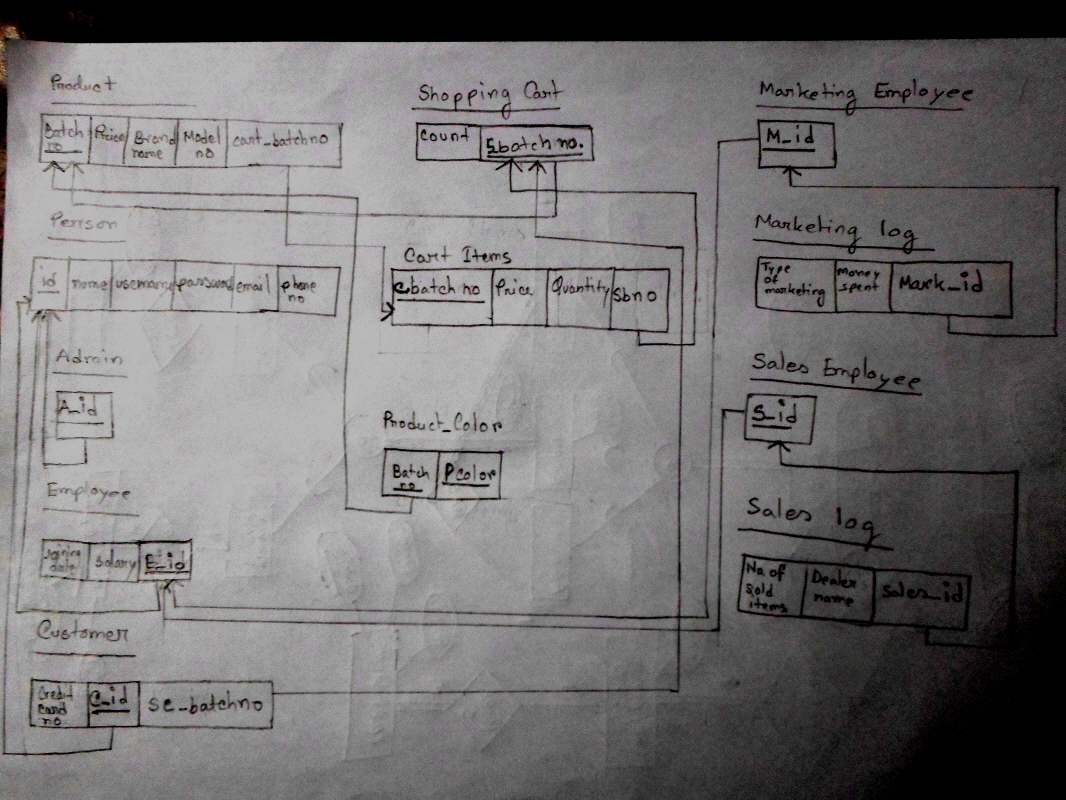 Product
Batch no Price Brand name Model no cart_batchno
Shopping Cart
Count Sbatch no.
Marketing Employee
M_id
Person
id name username password email phone no
Cart Items
cbatch no Price Quantity Sbno
Marketing log
Type of marketing Money spent Mark_id
Admin
A_id
Product_Color
Batch no Pcolor
Sales Employee
S_id
Employee
joining date salary E_id
Sales log
No of sold items Dealer name Sales_id
Customer
Credit card no C_id sc_batchno